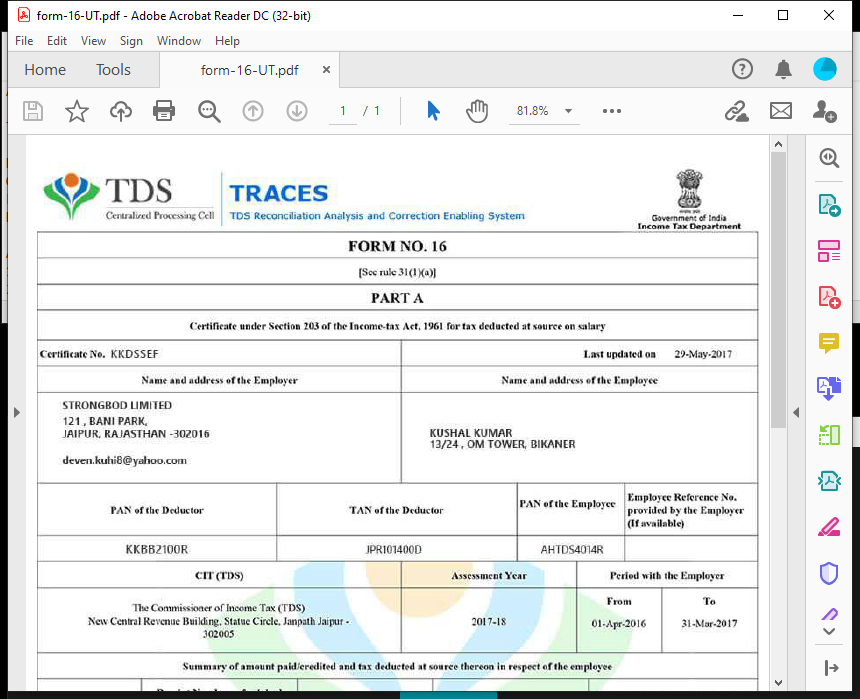 form-16-UT.pdf - Adobe Acrobat Reader DC (32-bit)
File Edit View Sign Window Help
Home Tools form-16-UT.pdf ×
1 / 1 81.8%
TDS
Centralized Processing Cell
TRACES
TDS Reconciliation Analysis and Correction Enabling System
Government of India
Income Tax Department
FORM NO. 16
[See rule 31(1)(a)]
PART A
Certificate under Section 203 of the Income-tax Act, 1961 for tax deducted at source on salary
Certificate No. KKDSSEF Last updated on 29-May-2017
Name and address of the Employer Name and address of the Employee
STRONGBOD LIMITED
121 , BANI PARK,
JAIPUR, RAJASTHAN -302016
deven.kuhi8@yahoo.com
KUSHAL KUMAR
13/24 , OM TOWER, BIKANER
PAN of the Deductor TAN of the Deductor PAN of the Employee
Employee Reference No.
provided by the Employer
(If available)
KKBB2100R JPR101400D AHTDS4014R
CIT (TDS) Assessment Year Period with the Employer
The Commissioner of Income Tax (TDS)
New Central Revenue Building, Statue Circle, Janpath Jaipur -
302005
2017-18
From To
01-Apr-2016 31-Mar-2017
Summary of amount paid/credited and tax deducted at source thereon in respect of the employee